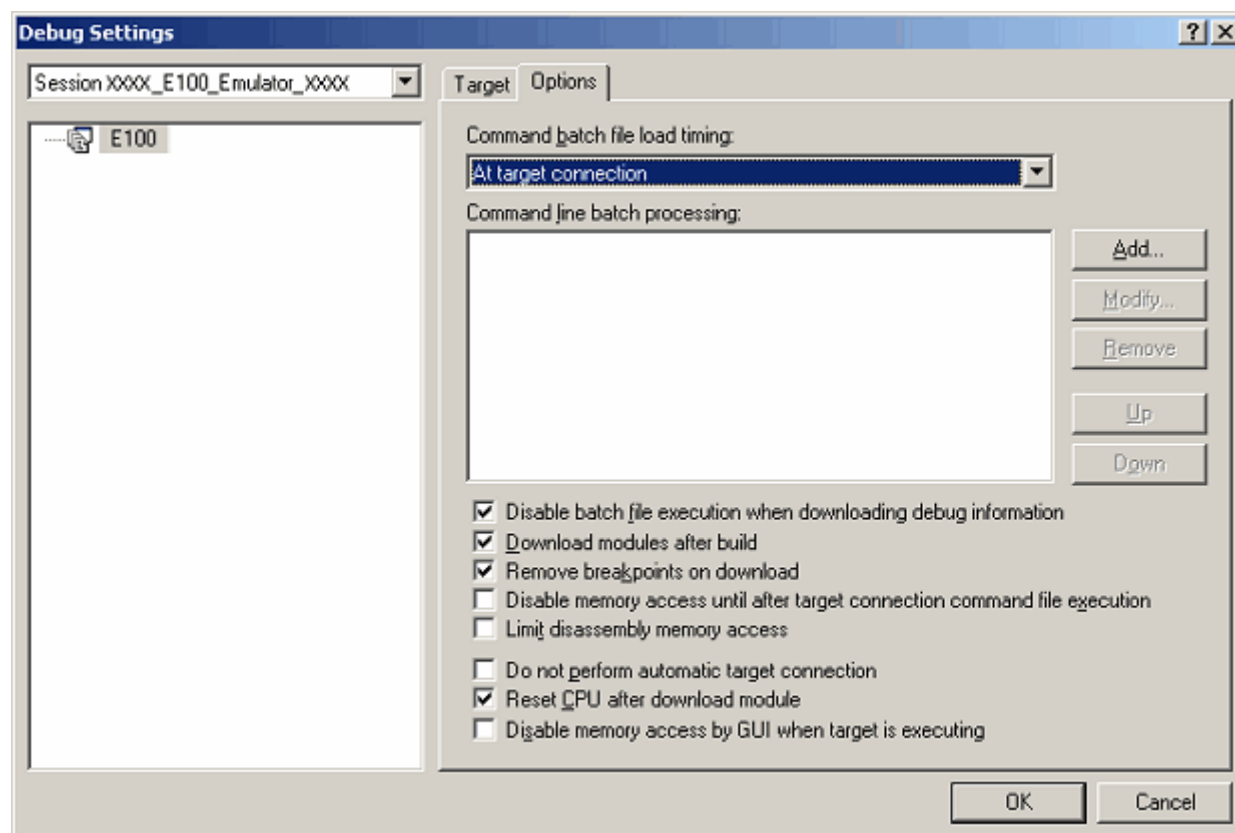 Debug Settings
Session XXXX_E100_Emulator_XXXX
Target Options
E100
Command batch file load timing:
At target connection
Command line batch processing:
Add...
Modify...
Remove
Up
Down
Disable batch file execution when downloading debug information
Download modules after build
Remove breakpoints on download
Disable memory access until after target connection command file execution
Limit disassembly memory access
Do not perform automatic target connection
Reset CPU after download module
Disable memory access by GUI when target is executing
OK Cancel